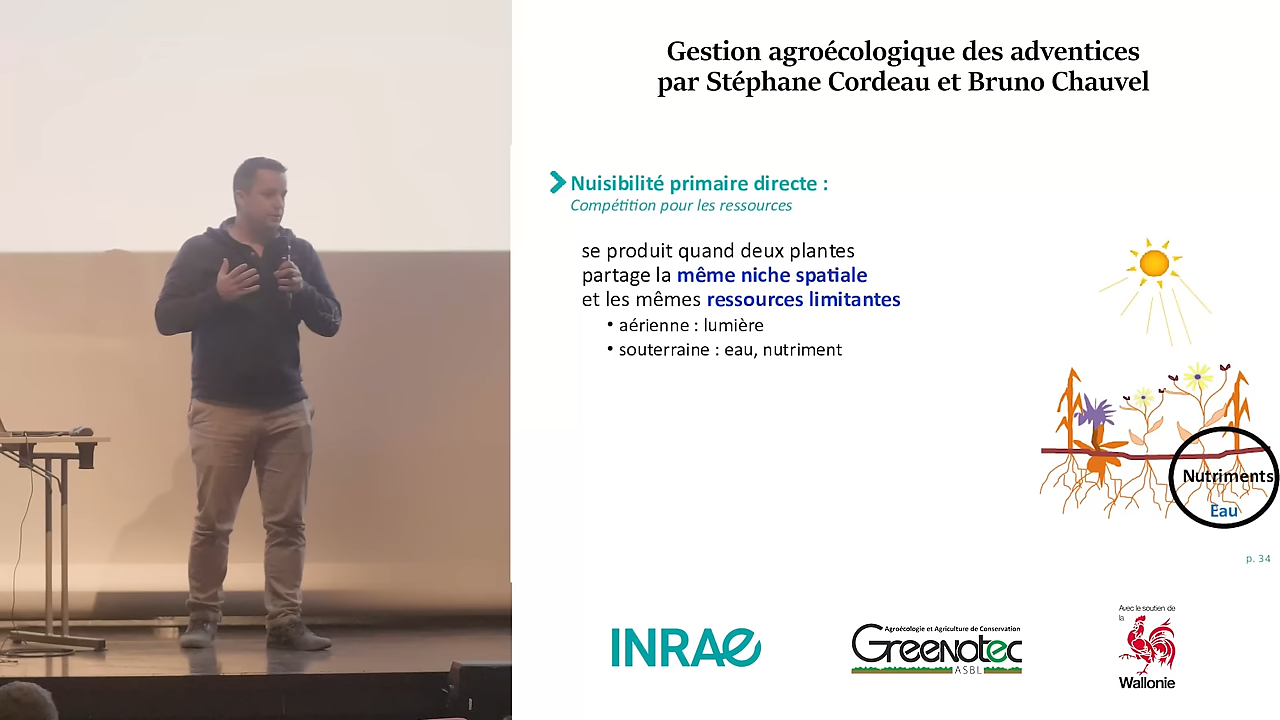 Gestion agroécologique des adventices
par Stéphane Cordeau et Bruno Chauvel
Nuisibilité primaire directe :
Compétition pour les ressources
se produit quand deux plantes
partage la même niche spatiale
et les mêmes ressources limitantes
• aérienne : lumière
• souterraine : eau, nutriment
Nutriments
Eau
p. 34
INRAE
Agroécologie et Agriculture de Conservation
Greenotec
ASBL
Avec le soutien de
la
Wallonie